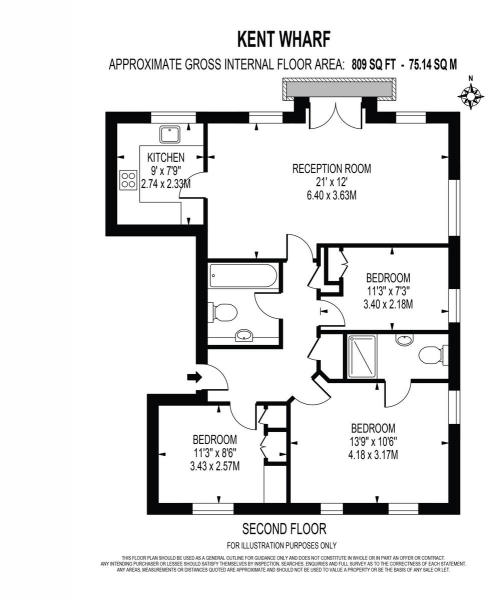 KENT WHARF
APPROXIMATE GROSS INTERNAL FLOOR AREA: 809 SQ FT - 75.14 SQ M
N
KITCHEN
9' x 7'9"
2.74 x 2.33M
RECEPTION ROOM
21' x 12'
6.40 x 3.63M
BEDROOM
11'3" x 7'3"
3.40 x 2.18M
BEDROOM
11'3" x 8'6"
3.43 x 2.57M
BEDROOM
13'9" x 10'6"
4.18 x 3.17M
SECOND FLOOR
FOR ILLUSTRATION PURPOSES ONLY
THIS FLOOR PLAN SHOULD BE USED AS A GENERAL OUTLINE FOR GUIDANCE ONLY AND DOES NOT CONSTITUTE IN WHOLE OR IN PART AN OFFER OR CONTRACT.
ANY INTENDING PURCHASER OR LESSEE SHOULD SATISFY THEMSELVES BY INSPECTION, SEARCHES, ENQUIRIES AND FULL SURVEY AS TO THE CORRECTNESS OF EACH STATEMENT.
ANY AREAS, MEASUREMENTS OR DISTANCES QUOTED ARE APPROXIMATE AND SHOULD NOT BE USED TO VALUE A PROPERTY OR BE THE BASIS OF ANY SALE OR LET.